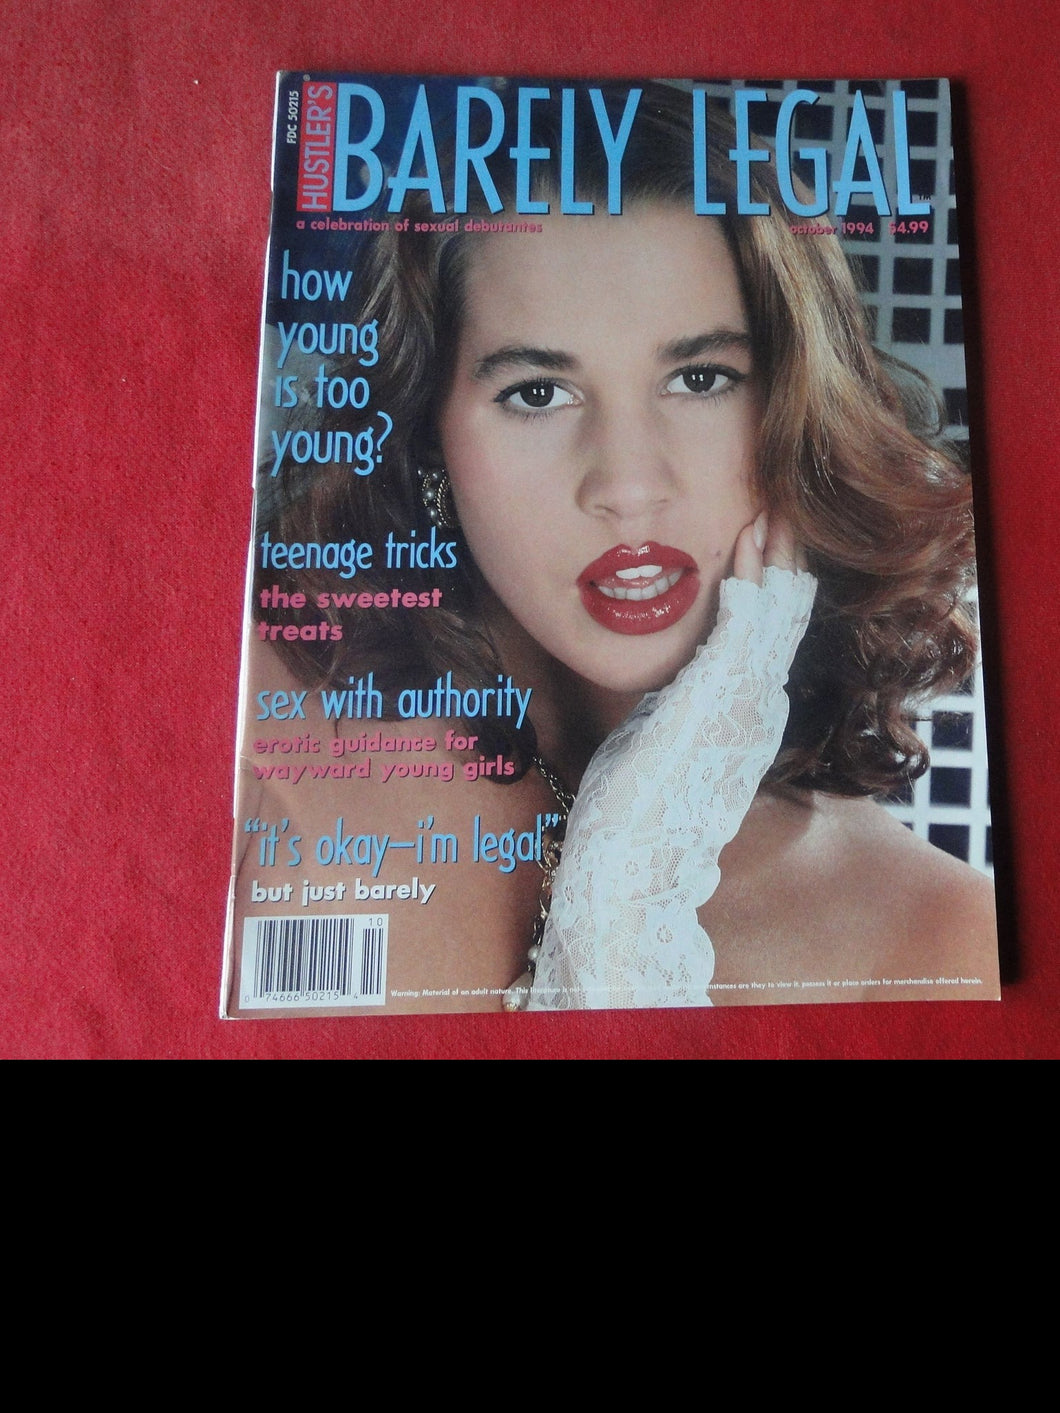 FDC 50215
HUSTLER'S®
BARELY LEGAL
a celebration of sexual debutantes
october 1994 $4.99
how
young
is too
young?
teenage tricks
the sweetest
treats
sex with authority
erotic guidance for
wayward young girls
"it's okay—i'm legal"
but just barely
10
0 74666 50215 4
Warning: Material of an adult nature. This literature is not
are they to view it, possess it or place orders for merchandise offered herein.